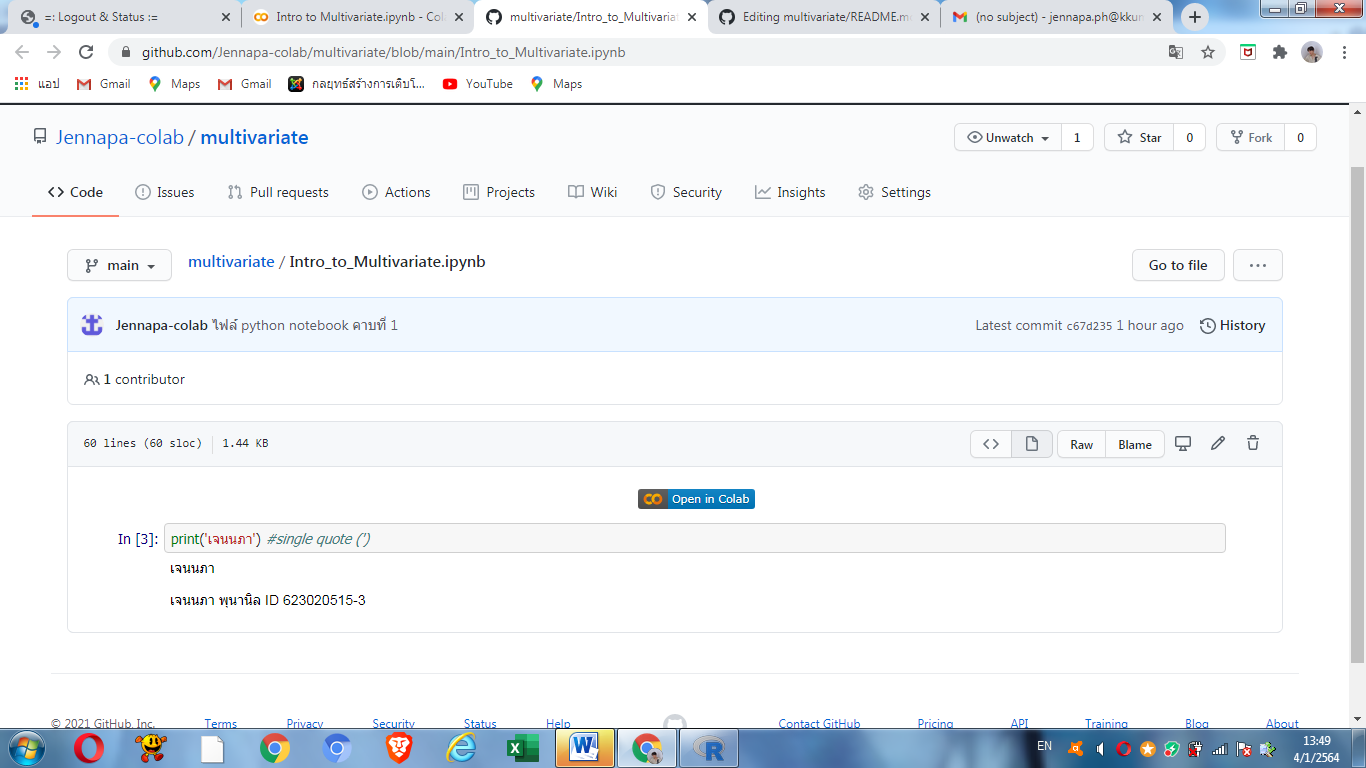 =: Logout & Status :=
Intro to Multivariate.ipynb - Col
multivariate/Intro_to_Multivariat
Editing multivariate/README.m
(no subject) - jennapa.ph@kkum
github.com/Jennapa-colab/multivariate/blob/main/Intro_to_Multivariate.ipynb
แอป Gmail Maps Gmail กลยุทธ์สร้างการเติบโ... YouTube Maps
Jennapa-colab / multivariate
Unwatch 1 Star 0 Fork 0
Code Issues Pull requests Actions Projects Wiki Security Insights Settings
main multivariate / Intro_to_Multivariate.ipynb Go to file ...
Jennapa-colab ไฟล์ python notebook คาบที่ 1 Latest commit c67d235 1 hour ago History
1 contributor
60 lines (60 sloc) 1.44 KB <> Raw Blame
Open in Colab
In [3]: print('เจนนภา') #single quote (')
เจนนภา
เจนนภา พุนานิล ID 623020515-3
© 2021 GitHub, Inc. Terms Privacy Security Status Help Contact GitHub Pricing API Training Blog About
EN 13:49
4/1/2564